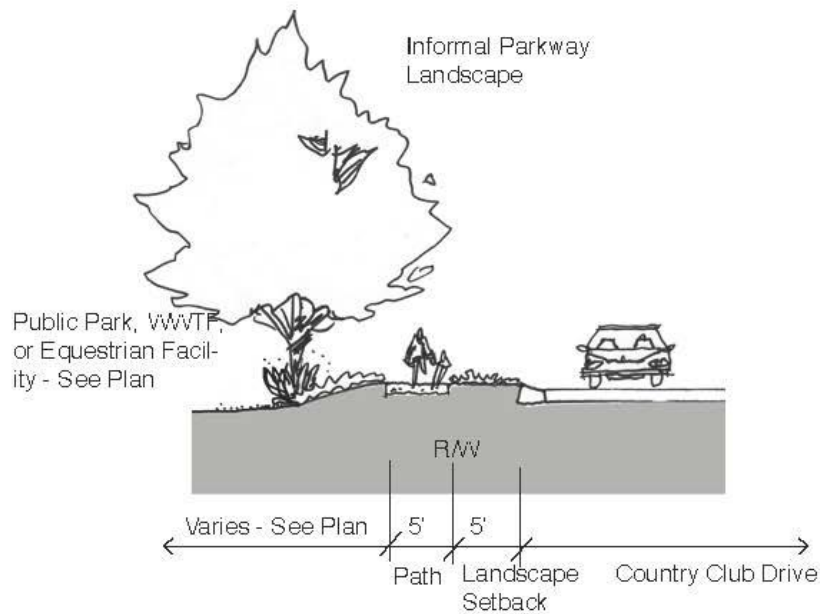 Informal Parkway
Landscape
Public Park, WWTF,
or Equestrian Facil-
ity - See Plan
R/W
Varies - See Plan
5'
5'
Path
Landscape
Setback
Country Club Drive